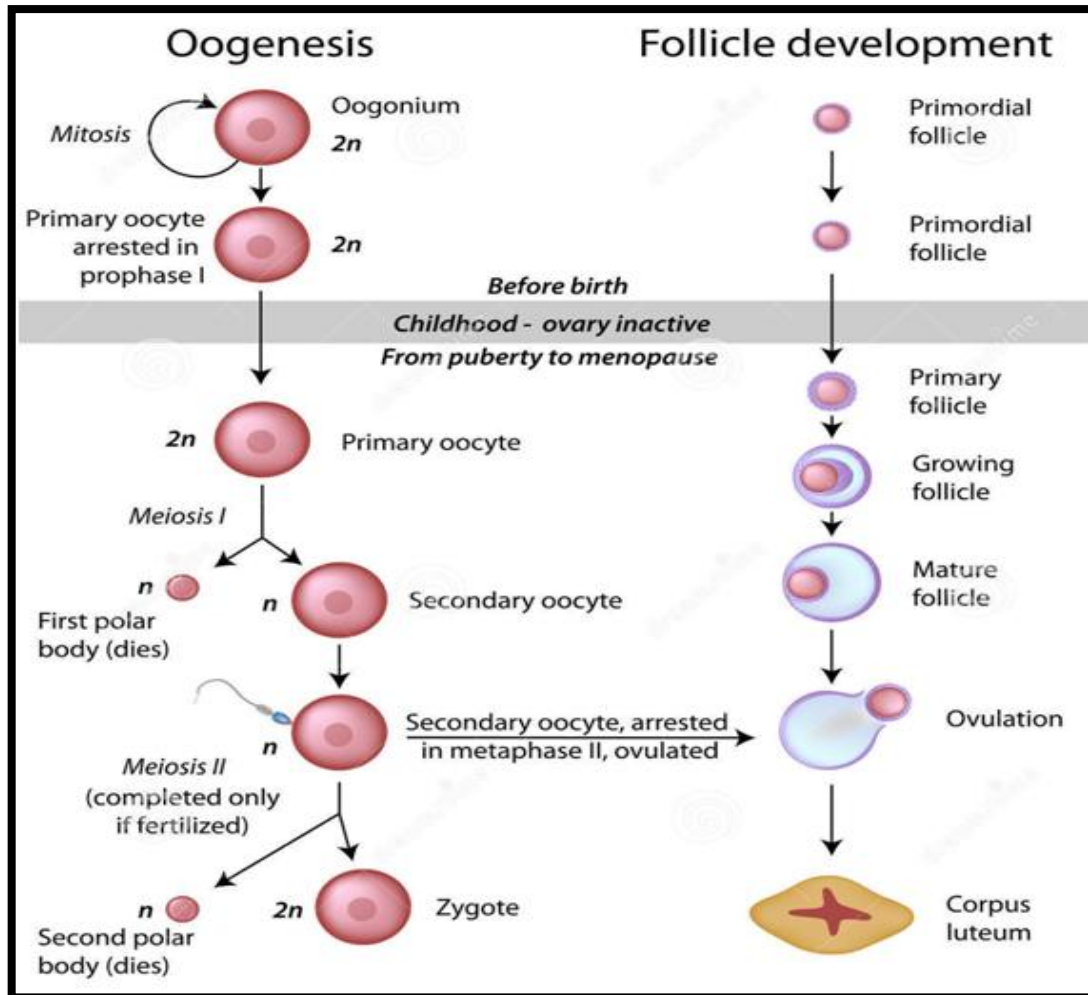 Oogenesis
Follicle development
Oogonium
Mitosis
2n
Primordial
follicle
Primary oocyte
arrested in
prophase I
2n
Primordial
follicle
Before birth
Childhood - ovary inactive
From puberty to menopause
Primary
follicle
2n
Primary oocyte
Growing
follicle
Meiosis I
Mature
follicle
n
First polar
body (dies)
n
Secondary oocyte
n
Secondary oocyte, arrested
in metaphase II, ovulated
Ovulation
Meiosis II
(completed only
if fertilized)
n
Second polar
body (dies)
2n
Zygote
Corpus
luteum